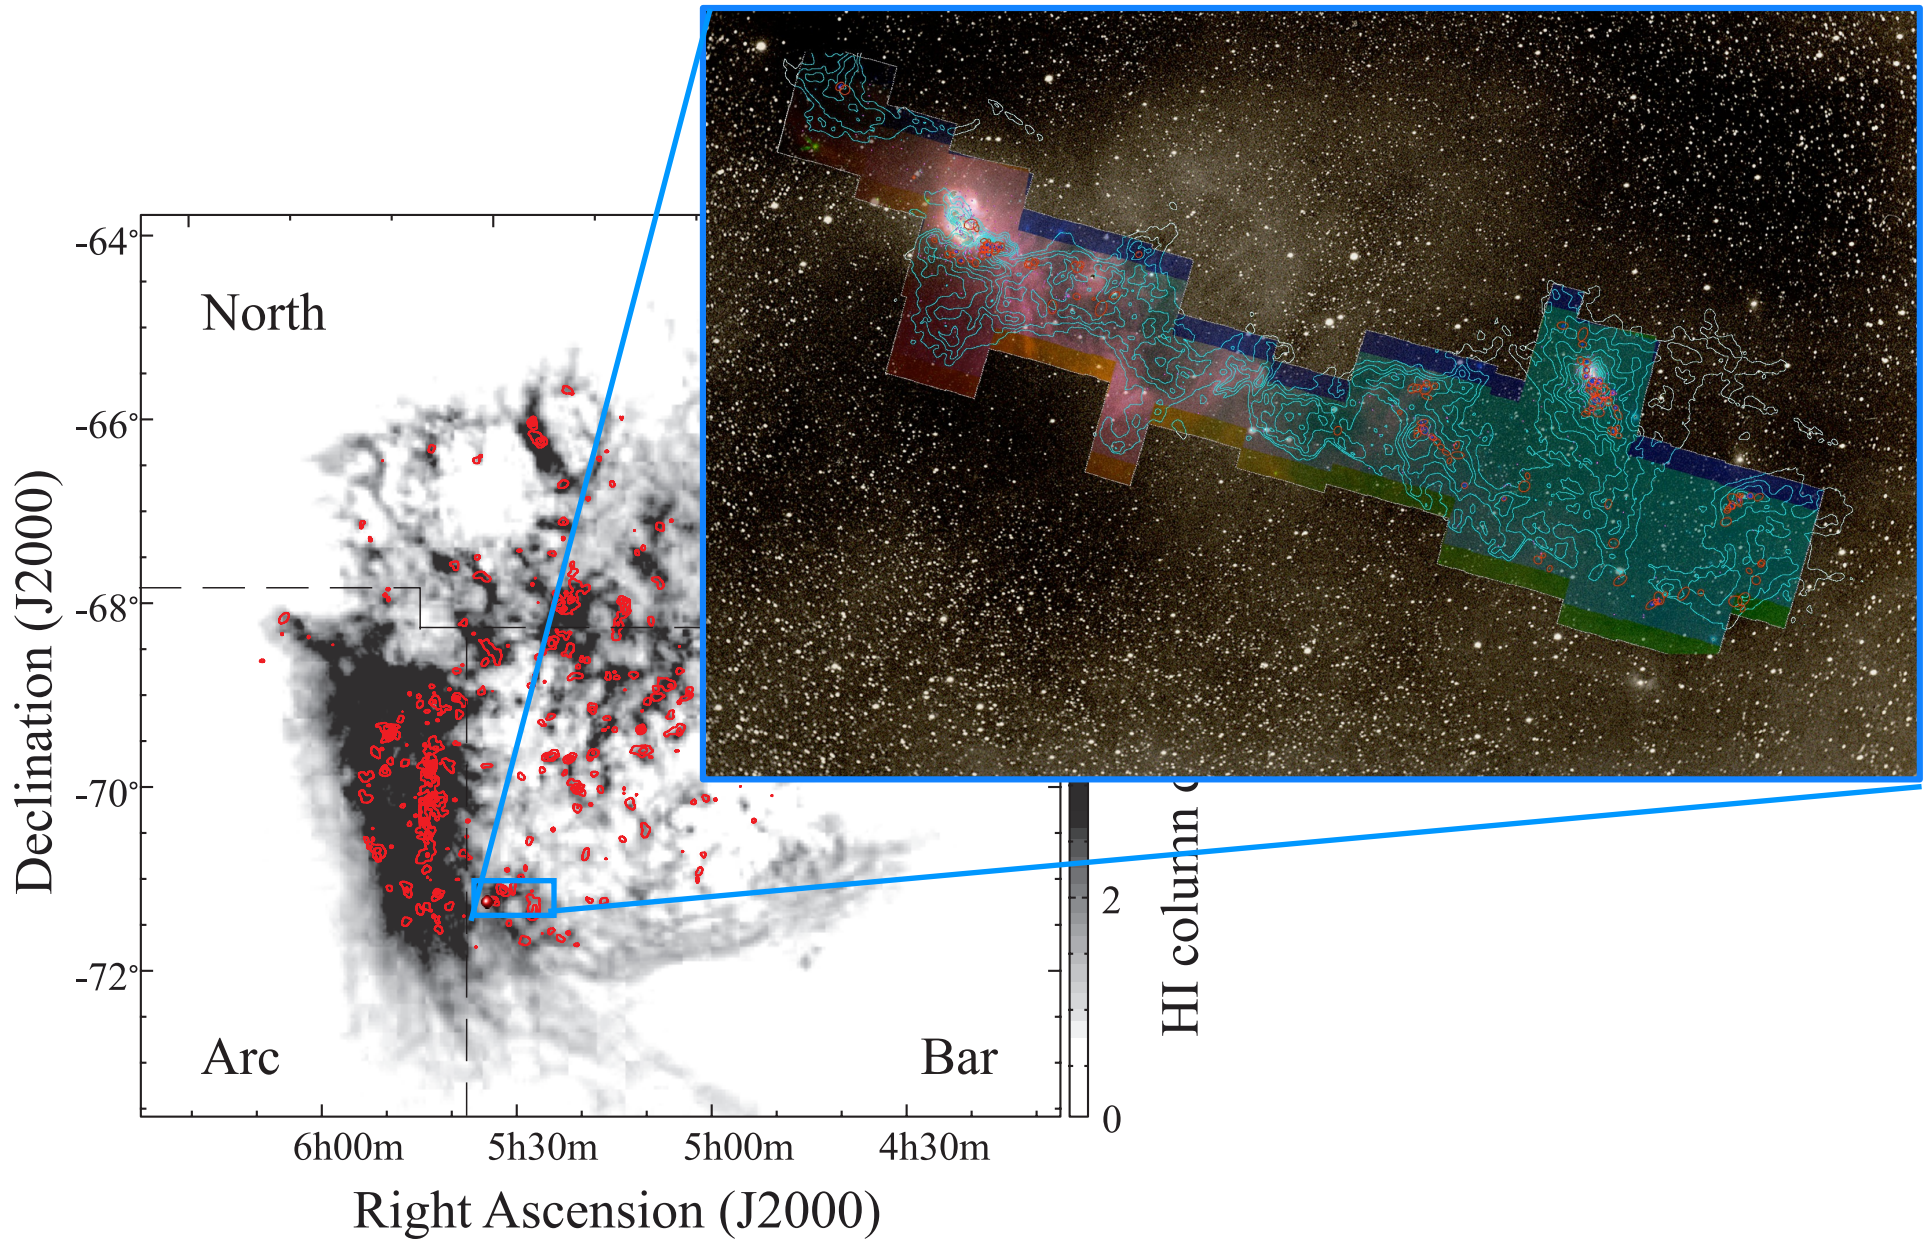 -64°
North
-66°
-68°
-70°
-72°
Declination (J2000)
Arc
Bar
2
0
HI column
6h00m
5h30m
5h00m
4h30m
Right Ascension (J2000)